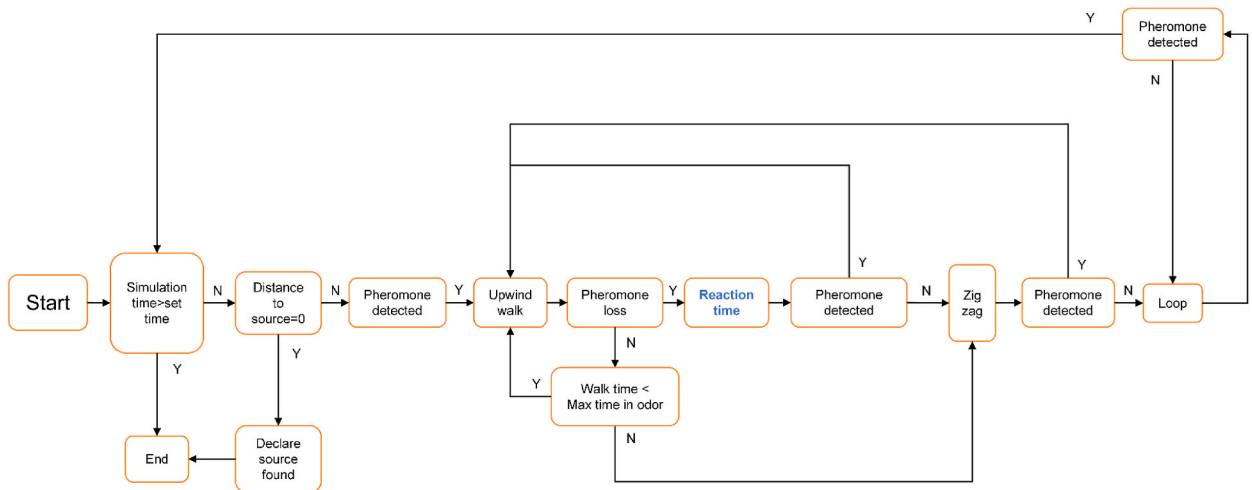 Y
Pheromone
detected
N
Start
Simulation
time>set
time
N
Distance
to
source=0
N
Pheromone
detected
Y
Upwind
walk
Pheromone
loss
Y
Reaction
time
Y
Pheromone
detected
N
Zig
zag
Y
Pheromone
detected
N
Loop
Y
Y
N
Y
Walk time <
Max time in odor
N
End
Declare
source
found